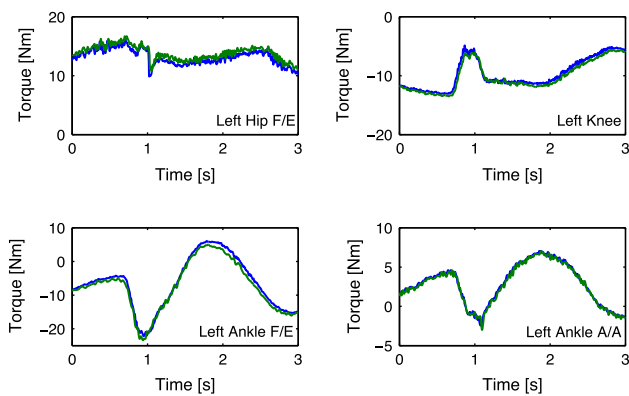 20
10
0
0 1 2 3
Torque [Nm]
Time [s]
Left Hip F/E
0
−10
−20
0 1 2 3
Torque [Nm]
Time [s]
Left Knee
10
0
−10
−20
0 1 2 3
Torque [Nm]
Time [s]
Left Ankle F/E
10
5
0
−5
0 1 2 3
Torque [Nm]
Time [s]
Left Ankle A/A